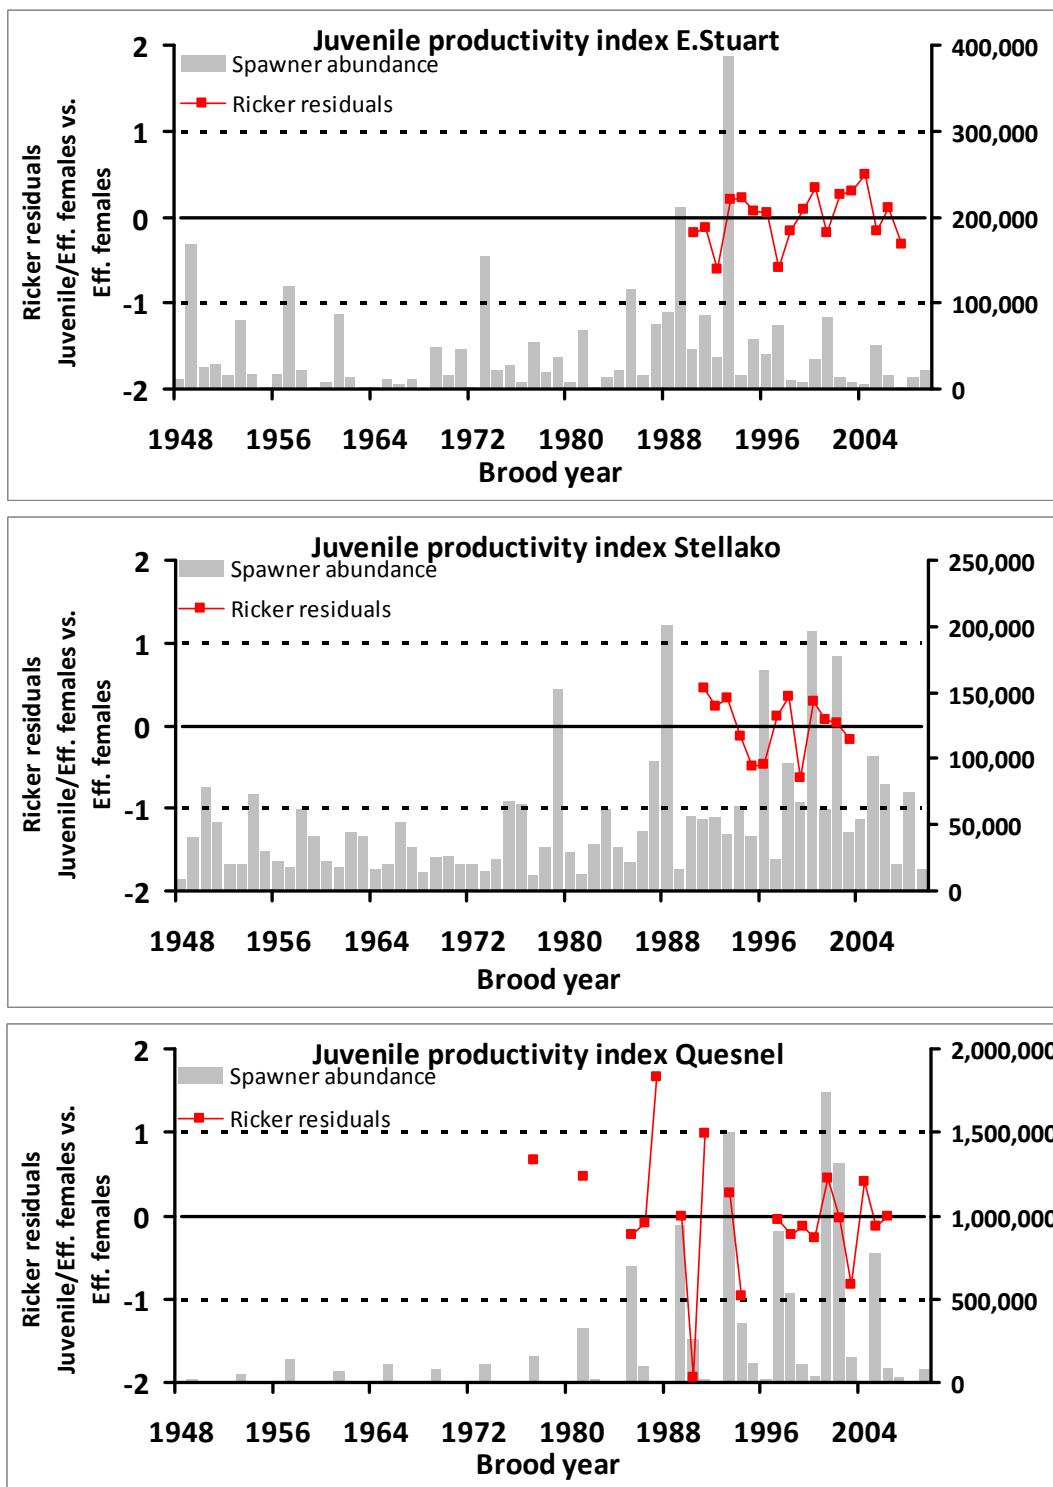 Juvenile productivity index E.Stuart
Spawner abundance
Ricker residuals
Ricker residuals
Juvenile/Eff. females vs.
Eff. females
2
1
0
-1
-2
400,000
300,000
200,000
100,000
0
1948 1956 1964 1972 1980 1988 1996 2004
Brood year
Juvenile productivity index Stellako
Spawner abundance
Ricker residuals
Ricker residuals
Juvenile/Eff. females vs.
Eff. females
2
1
0
-1
-2
250,000
200,000
150,000
100,000
50,000
0
1948 1956 1964 1972 1980 1988 1996 2004
Brood year
Juvenile productivity index Quesnel
Spawner abundance
Ricker residuals
Ricker residuals
Juvenile/Eff. females vs.
Eff. females
2
1
0
-1
-2
2,000,000
1,500,000
1,000,000
500,000
0
1948 1956 1964 1972 1980 1988 1996 2004
Brood year